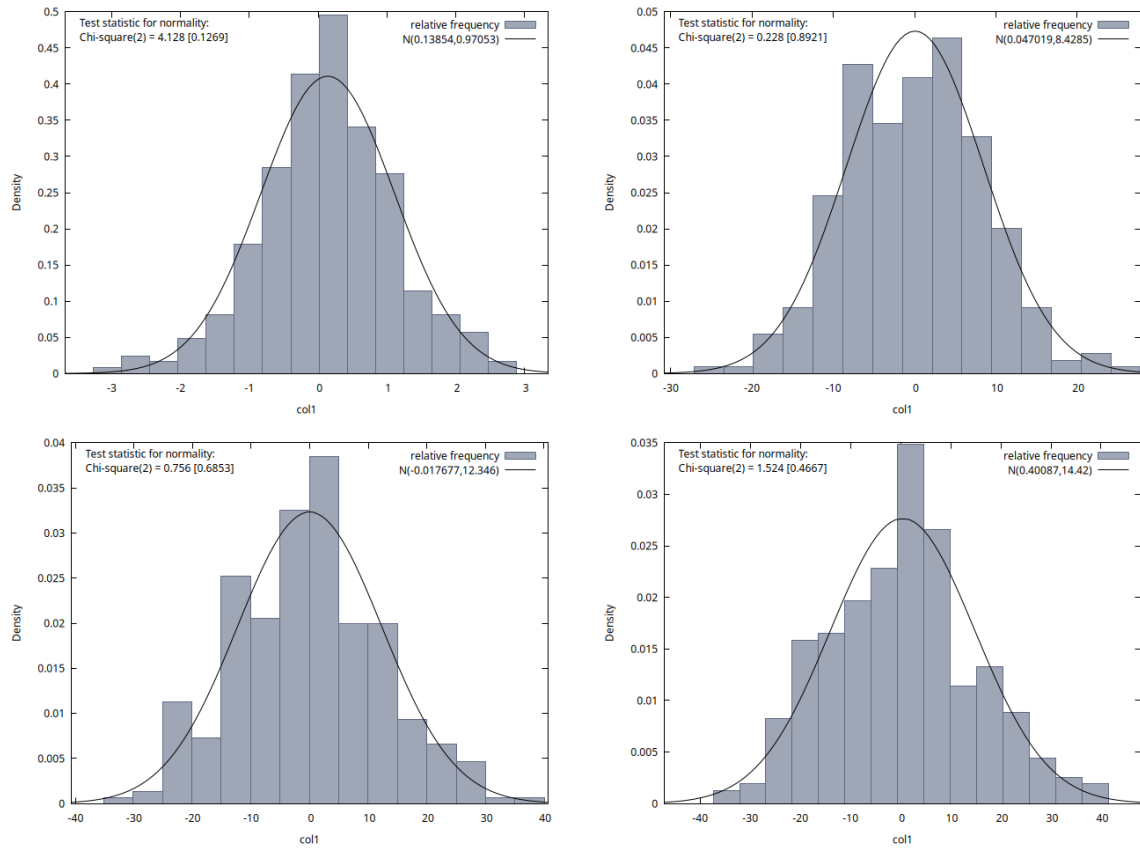 Test statistic for normality:
Chi-square(2) = 4.128 [0.1269]
relative frequency
N(0.13854,0.97053)
0.5
0.45
0.4
0.35
0.3
0.25
0.2
0.15
0.1
0.05
0
Density
-3 -2 -1 0 1 2 3
col1
Test statistic for normality:
Chi-square(2) = 0.228 [0.8921]
relative frequency
N(0.047019,8.4285)
0.05
0.045
0.04
0.035
0.03
0.025
0.02
0.015
0.01
0.005
0
Density
-30 -20 -10 0 10 20
col1
Test statistic for normality:
Chi-square(2) = 0.756 [0.6853]
relative frequency
N(-0.017677,12.346)
0.04
0.035
0.03
0.025
0.02
0.015
0.01
0.005
0
Density
-40 -30 -20 -10 0 10 20 30 40
col1
Test statistic for normality:
Chi-square(2) = 1.524 [0.4667]
relative frequency
N(0.40087,14.42)
0.035
0.03
0.025
0.02
0.015
0.01
0.005
0
Density
-40 -30 -20 -10 0 10 20 30 40
col1